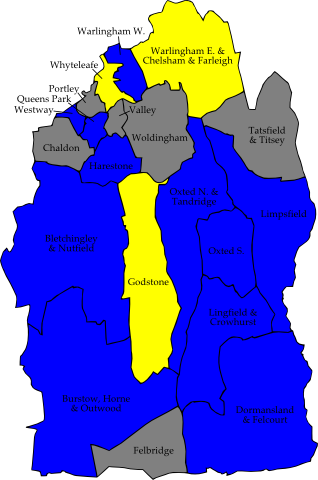 Warlingham W.
Warlingham E. &
Chelsham & Farleigh
Whyteleafe
Portley
Queens Park
Westway
Valley
Woldingham
Tatsfield
& Titsey
Chaldon
Harestone
Oxted N. &
Tandridge
Limpsfield
Bletchingley
& Nutfield
Oxted S.
Godstone
Lingfield &
Crowhurst
Burstow, Horne
& Outwood
Dormansland
& Felcourt
Felbridge